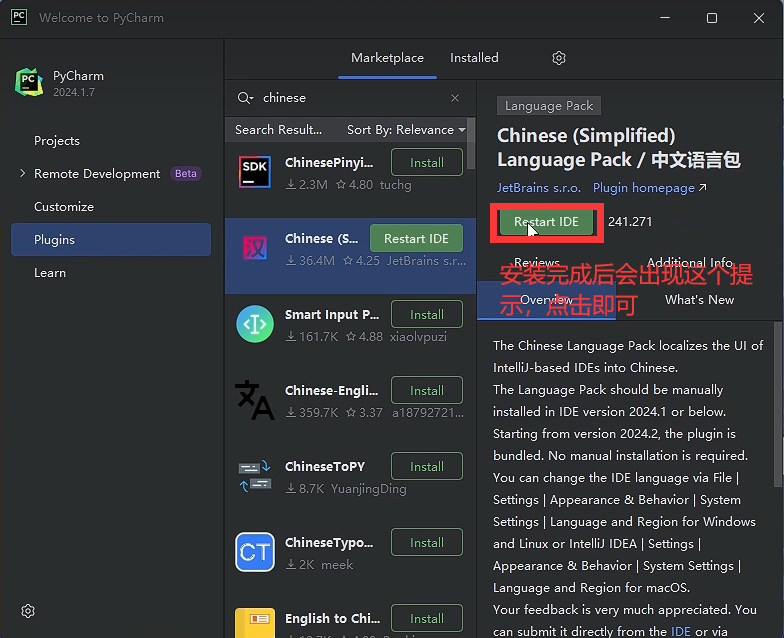 PC Welcome to PyCharm
PC PyCharm
2024.1.7
Projects
Remote Development Beta
Customize
Plugins
Learn
Marketplace Installed
chinese
Search Result... Sort By: Relevance
SDK ChinesePinyi... Install
2.3M 4.80 tuchg
汉 Chinese (S... Restart IDE
36.4M 4.25 JetBrains s.r...
Smart Input P... Install
161.7K 4.88 xiaolvpuzi
文A Chinese-Engli... Install
359.7K 3.37 a18792721...
ChineseToPY Install
8.7K YuanjingDing
CT ChineseTypo... Install
2K meek
English to Chi... Install
Language Pack
Chinese (Simplified)
Language Pack / 中文语言包
JetBrains s.r.o. Plugin homepage ↗
Restart IDE 241.271
Reviews Additional Info
安装完成后会出现这个提
示，点击即可
Overview What's New
The Chinese Language Pack localizes the UI of
IntelliJ-based IDEs into Chinese.
The Language Pack should be manually
installed in IDE version 2024.1 or below.
Starting from version 2024.2, the plugin is
bundled. No manual installation is required.
You can change the IDE language via File |
Settings | Appearance & Behavior | System
Settings | Language and Region for Windows
and Linux or IntelliJ IDEA | Settings |
Appearance & Behavior | System Settings |
Language and Region for macOS.
Your feedback is very much appreciated. You
can submit it directly from the IDE or via